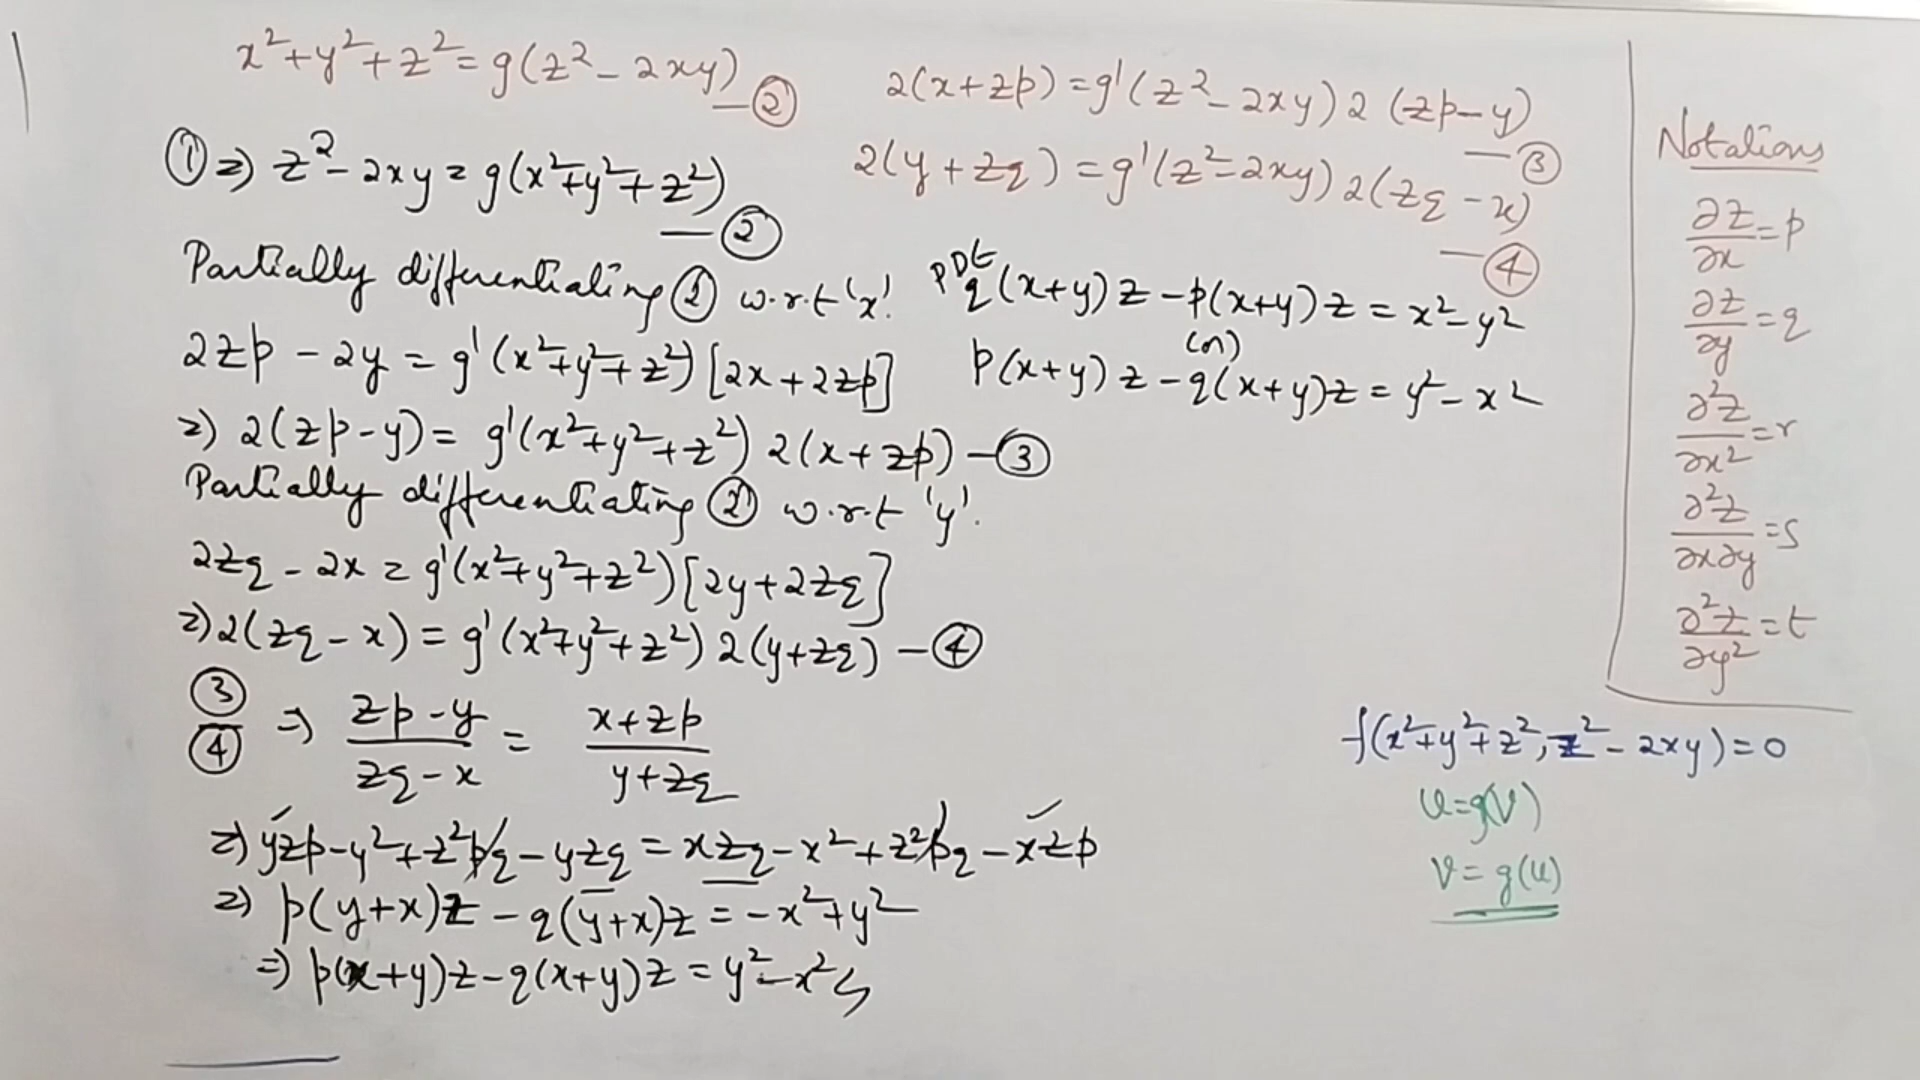 x²+y²+z²=g(z²-2xy) —②
① ⇒) z²-2xy = g(x²+y²+z²) —②
Partially differentiating ② w.r.t 'x'.
2zp - 2y = g'(x²+y²+z²)[2x+2zp]
⇒) 2(zp-y) = g'(x²+y²+z²) 2(x+zp) —③
Partially differentiating ② w.r.t 'y'.
2zq - 2x = g'(x²+y²+z²)[2y+2zq]
⇒) 2(zq-x) = g'(x²+y²+z²) 2(y+zq) —④
③/④ ⇒ (zp-y)/(zq-x) = (x+zp)/(y+zq)
⇒) yzp-y²+z²pq-yzq = xzq-x²+z²pq-xzp
⇒) p(y+x)z - q(y+x)z = -x²+y²
⇒) p(x+y)z-q(x+y)z = y²-x²
2(x+zp) = g'(z²-2xy) 2 (zp-y) —③
2(y+zq) = g'(z²-2xy) 2(zq-x) —④
PDE
q(x+y)z - p(x+y)z = x²-y²
(or)
p(x+y)z - q(x+y)z = y²-x²
Notations
∂z/∂x = p
∂z/∂y = q
∂²z/∂x² = r
∂²z/∂x∂y = s
∂²z/∂y² = t
f(x²+y²+z², z²-2xy)=0
u=g(v)
v=g(u)